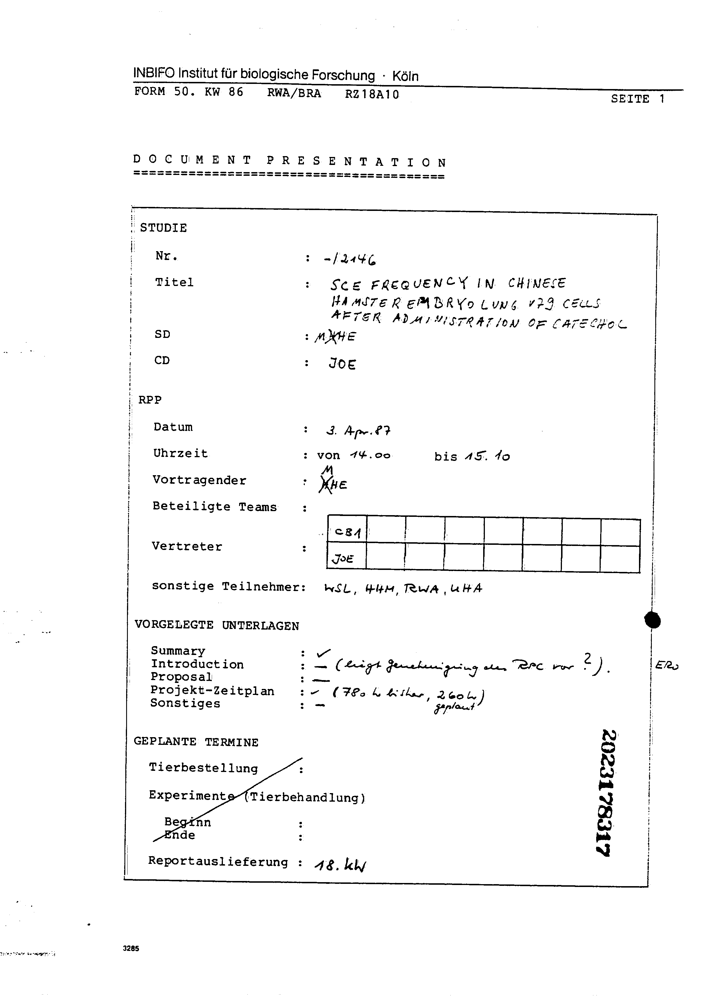 INBIFO Institut für biologische Forschung · Köln
FORM 50. KW 86 RWA/BRA RZ18A10
SEITE 1
DOCUMENT PRESENTATION
=======================================
STUDIE
Nr. : -/2146
Titel : SCE FREQUENCY IN CHINESE
HAMSTER EMBRYO LUNG V79 CELLS
AFTER ADMINISTRATION OF CATECHOL
SD : MHE
CD : JOE
RPP
Datum : 3. Apr. 87
Uhrzeit : von 14.00 bis 15.10
Vortragender : MHE
Beteiligte Teams :
CB1
Vertreter :
JOE
sonstige Teilnehmer: WSL, HHM, RWA, UHA
VORGELEGTE UNTERLAGEN
Summary : ✓
Introduction : — (liegt Genehmigung des RPC vor?). 
Proposal : —
Projekt-Zeitplan : ✓ (780 h bisher, 260 h)
Sonstiges : — geplant
GEPLANTE TERMINE
Tierbestellung :
Experimente (Tierbehandlung)
Beginn :
Ende :
Reportauslieferung : 18. KW
2023178317
3285